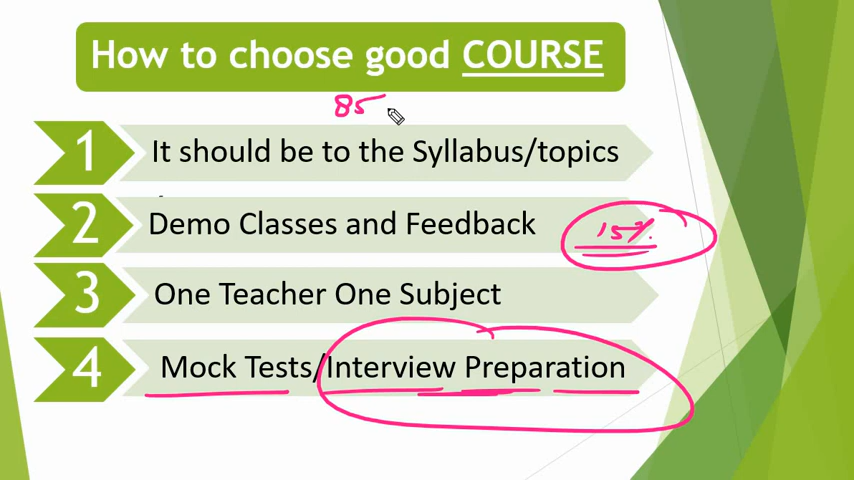 How to choose good COURSE
85
1 It should be to the Syllabus/topics
2 Demo Classes and Feedback 15%
3 One Teacher One Subject
4 Mock Tests/Interview Preparation